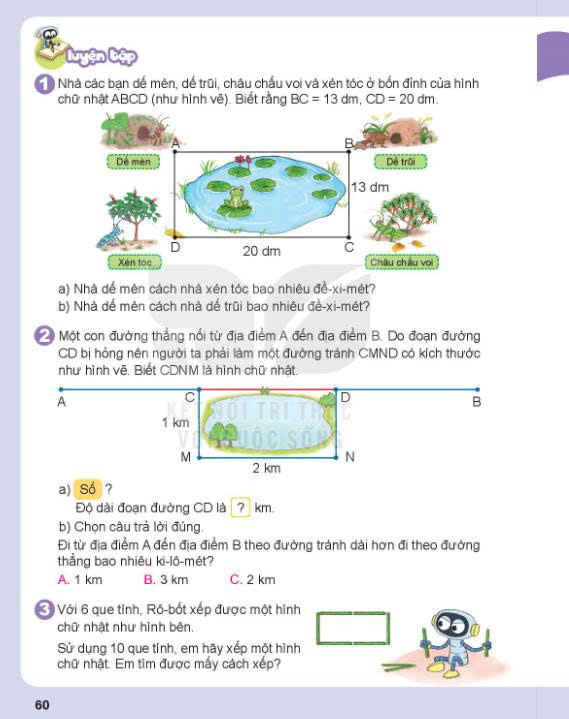 Luyện tập
1 Nhà các bạn dế mèn, dế trũi, châu chấu voi và xén tóc ở bốn đỉnh của hình
chữ nhật ABCD (như hình vẽ). Biết rằng BC = 13 dm, CD = 20 dm.
A
B
Dế mèn
Dế trũi
13 dm
D
20 dm
C
Xén tóc
Châu chấu voi
a) Nhà dế mèn cách nhà xén tóc bao nhiêu đề-xi-mét?
b) Nhà dế mèn cách nhà dế trũi bao nhiêu đề-xi-mét?
2 Một con đường thẳng nối từ địa điểm A đến địa điểm B. Do đoạn đường
CD bị hỏng nên người ta phải làm một đường tránh CMND có kích thước
như hình vẽ. Biết CDNM là hình chữ nhật.
A
C
D
B
KẾT NỐI TRI THỨC
1 km
VỚI CUỘC SỐNG
M
N
2 km
a) Số ?
Độ dài đoạn đường CD là ? km.
b) Chọn câu trả lời đúng.
Đi từ địa điểm A đến địa điểm B theo đường tránh dài hơn đi theo đường
thẳng bao nhiêu ki-lô-mét?
A. 1 km B. 3 km C. 2 km
3 Với 6 que tính, Rô-bốt xếp được một hình
chữ nhật như hình bên.
Sử dụng 10 que tính, em hãy xếp một hình
chữ nhật. Em tìm được mấy cách xếp?
60